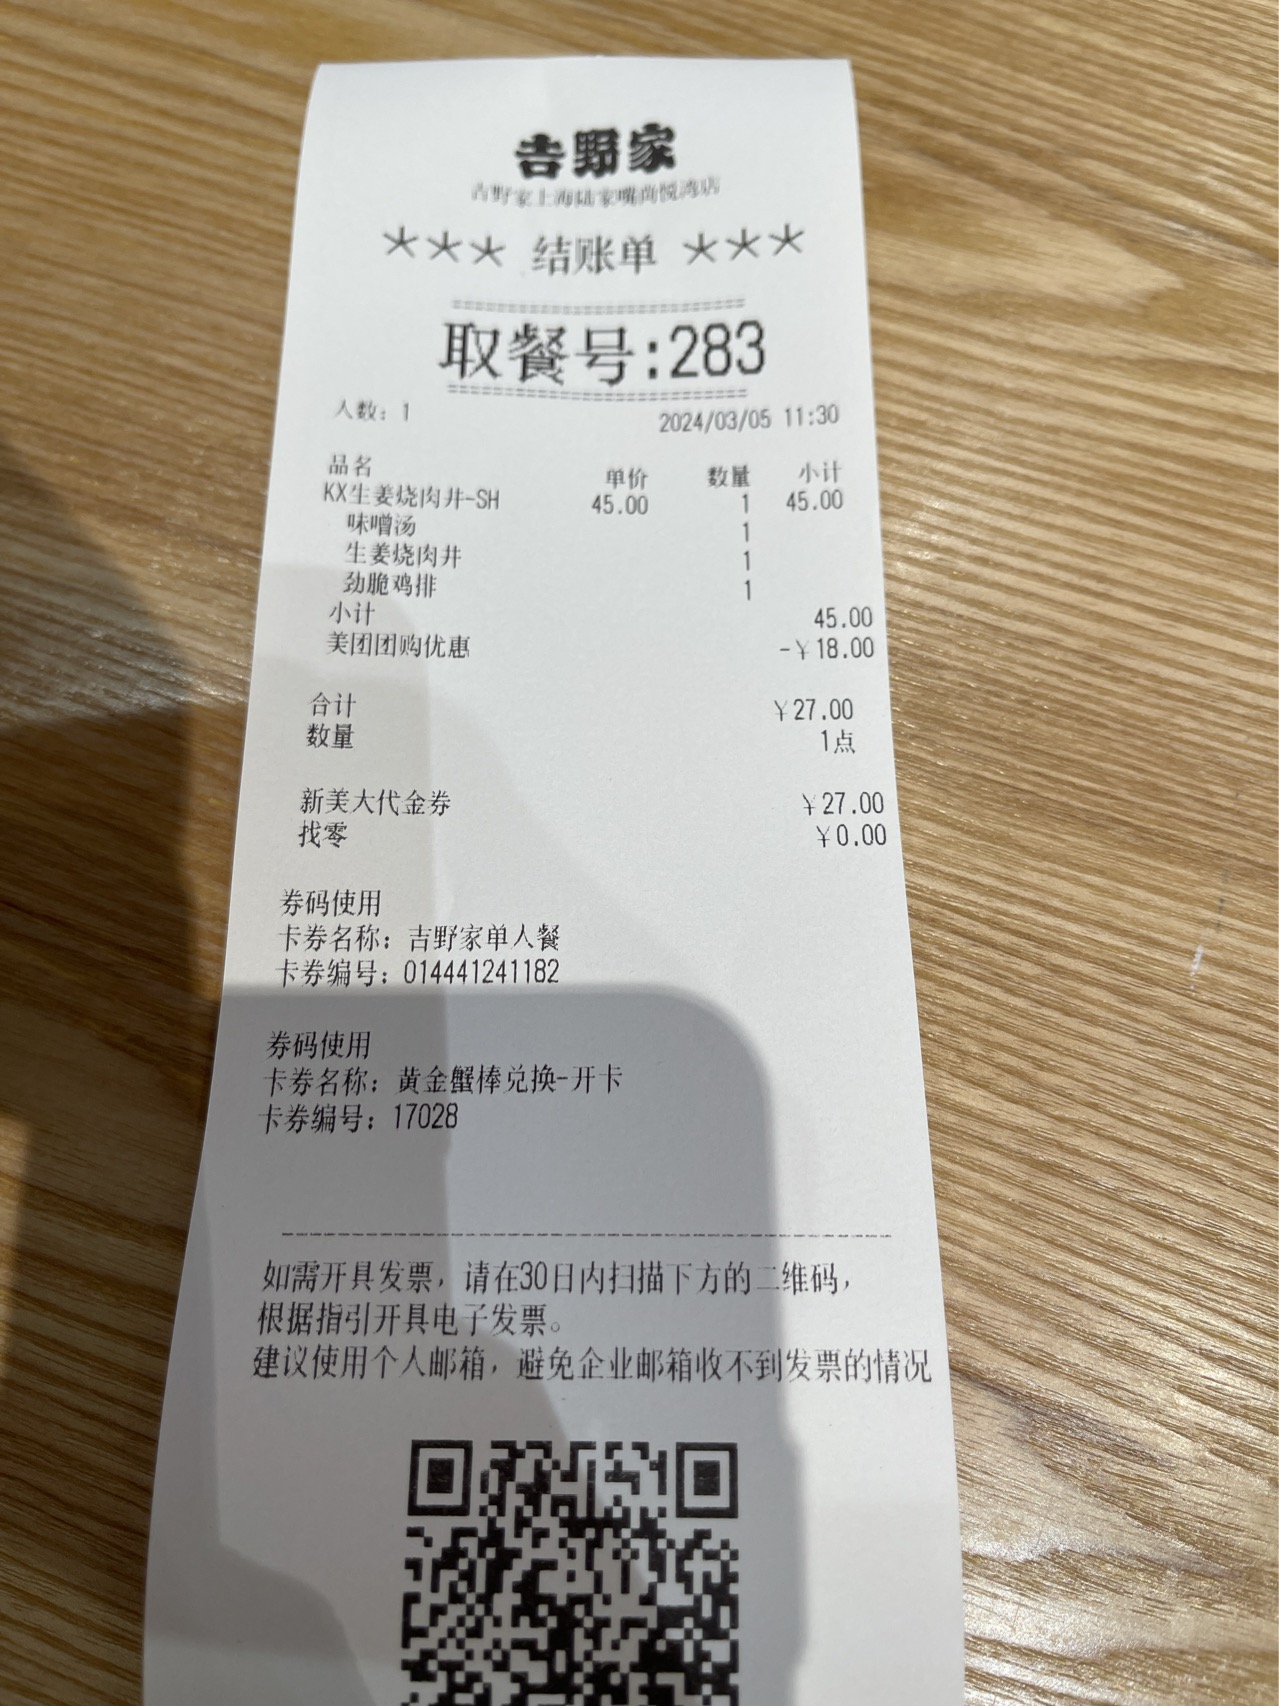 吉野家
吉野家上海陆家嘴尚悦湾店
*** 结账单 ***
取餐号:283
人数: 1 2024/03/05 11:30
品名 单价 数量 小计
KX生姜烧肉丼-SH 45.00 1 45.00
味噌汤 1
生姜烧肉丼 1
劲脆鸡排 1
小计 45.00
美团团购优惠 -¥18.00
合计 ¥27.00
数量 1点
新美大代金券 ¥27.00
找零 ¥0.00
券码使用
卡券名称: 吉野家单人餐
卡券编号: 014441241182
券码使用
卡券名称: 黄金蟹棒兑换-开卡
卡券编号: 17028
如需开具发票, 请在30日内扫描下方的二维码,
根据指引开具电子发票。
建议使用个人邮箱, 避免企业邮箱收不到发票的情况